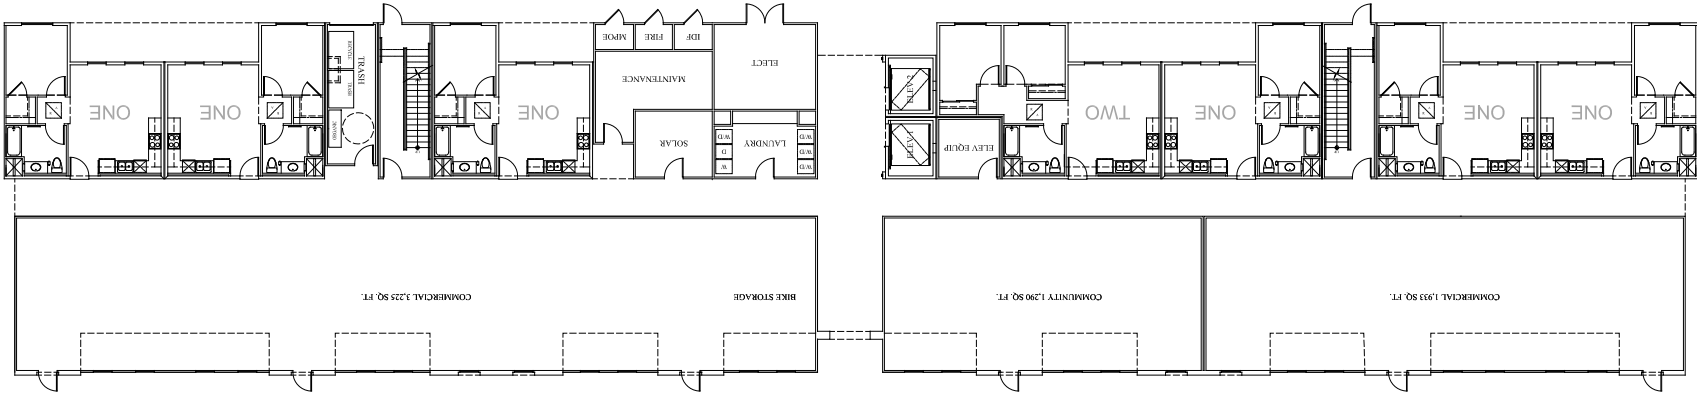 COMMERCIAL 1,933 SQ. FT.
COMMUNITY 1,290 SQ. FT.
BIKE STORAGE
COMMERCIAL 3,225 SQ. FT.
ELEV EQUIP
ELEV 1
LAUNDRY
W/D
W/D
W
D
W/D
SOLAR
ONE
ONE
ONE
TWO
ONE
ONE
ONE
ELEV 2
ELECT
MAINTENANCE
TRASH
TRASH
RECYCLE
IDF
FIRE
MPOE